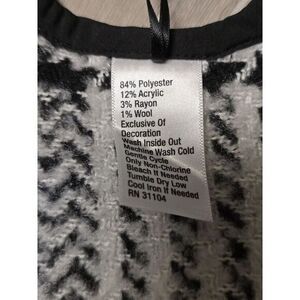 84% Polyester
12% Acrylic
3% Rayon
1% Wool
Exclusive Of
Decoration
Wash Inside Out
Machine Wash Cold
Gentle Cycle
Only Non-Chlorine
Bleach If Needed
Tumble Dry Low
Cool Iron If Needed
RN 31104